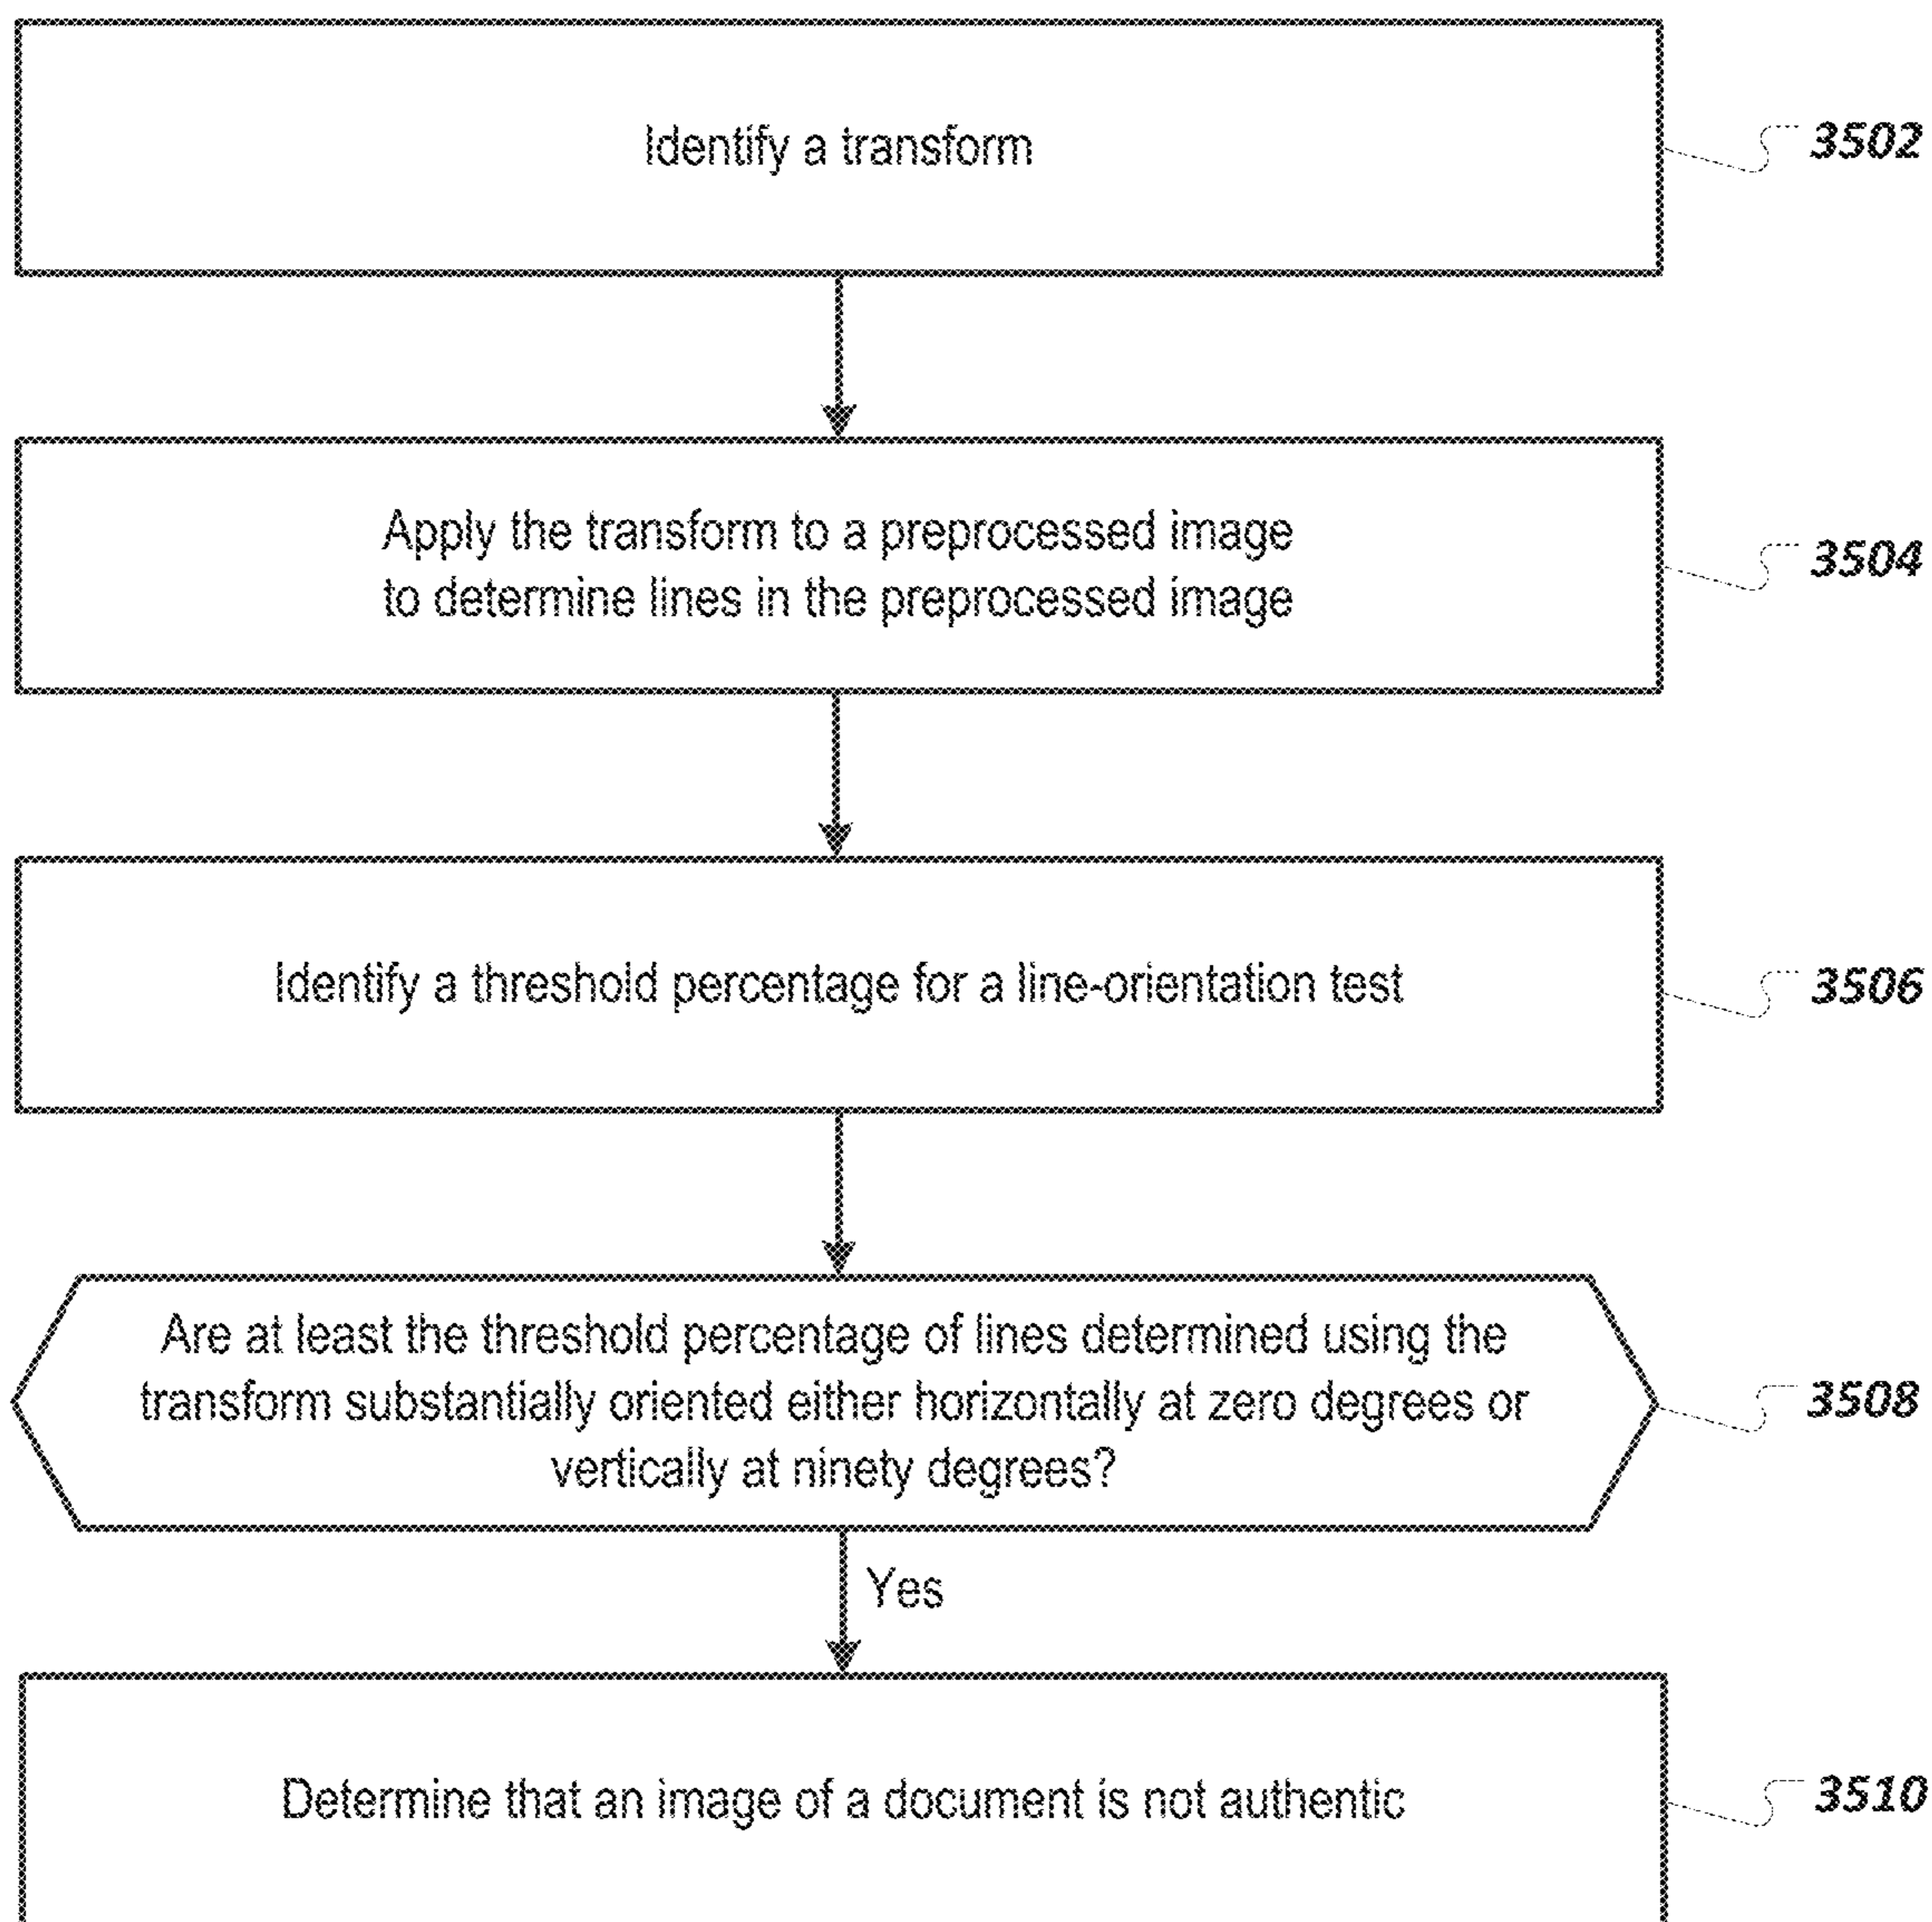 Identify a transform
3502
Apply the transform to a preprocessed image
to determine lines in the preprocessed image
3504
Identify a threshold percentage for a line-orientation test
3506
Are at least the threshold percentage of lines determined using the
transform substantially oriented either horizontally at zero degrees or
vertically at ninety degrees?
3508
Yes
Determine that an image of a document is not authentic
3510